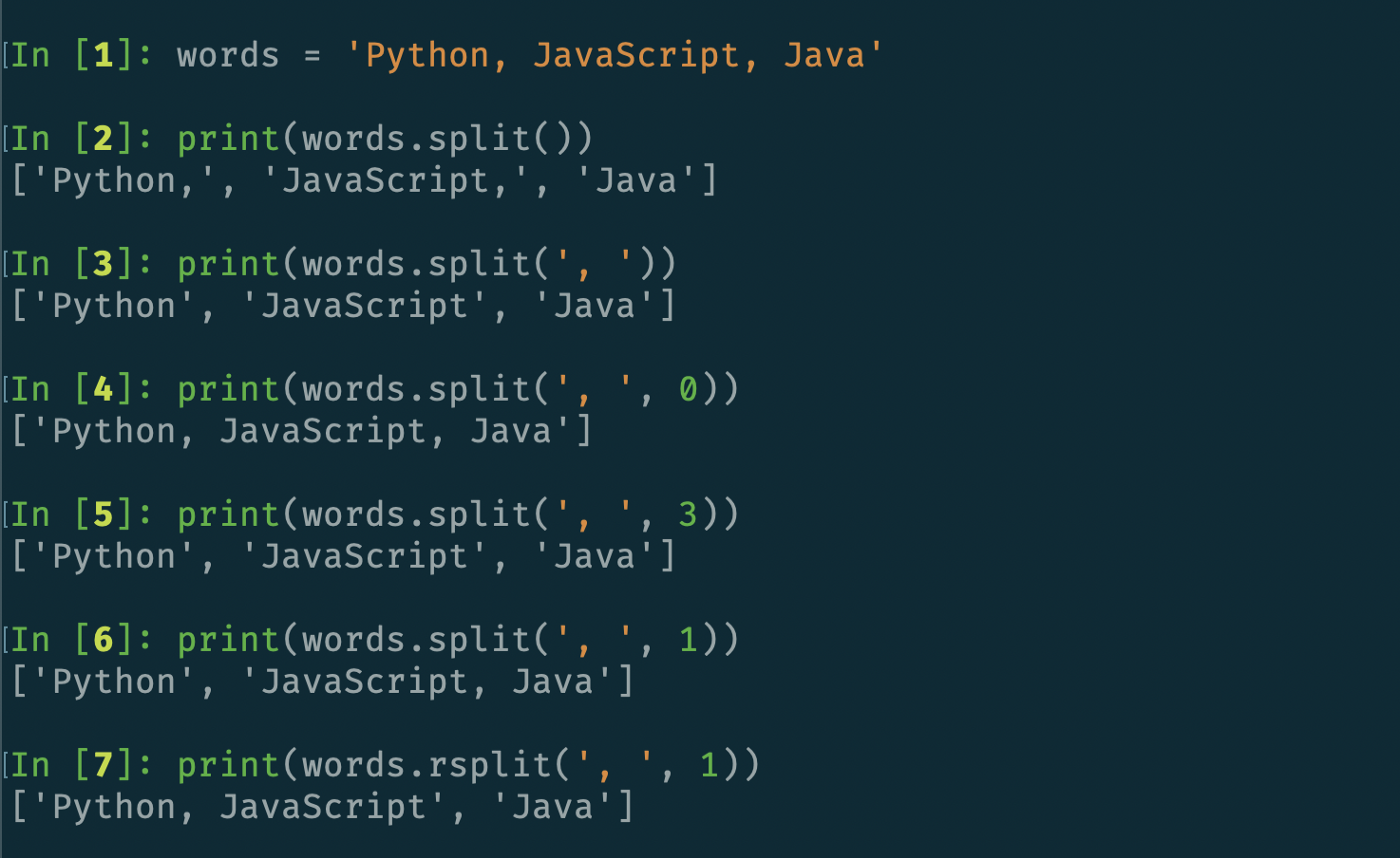 In [1]: words = 'Python, JavaScript, Java'
In [2]: print(words.split())
['Python,', 'JavaScript,', 'Java']
In [3]: print(words.split(', '))
['Python', 'JavaScript', 'Java']
In [4]: print(words.split(', ', 0))
['Python, JavaScript, Java']
In [5]: print(words.split(', ', 3))
['Python', 'JavaScript', 'Java']
In [6]: print(words.split(', ', 1))
['Python', 'JavaScript, Java']
In [7]: print(words.rsplit(', ', 1))
['Python, JavaScript', 'Java']